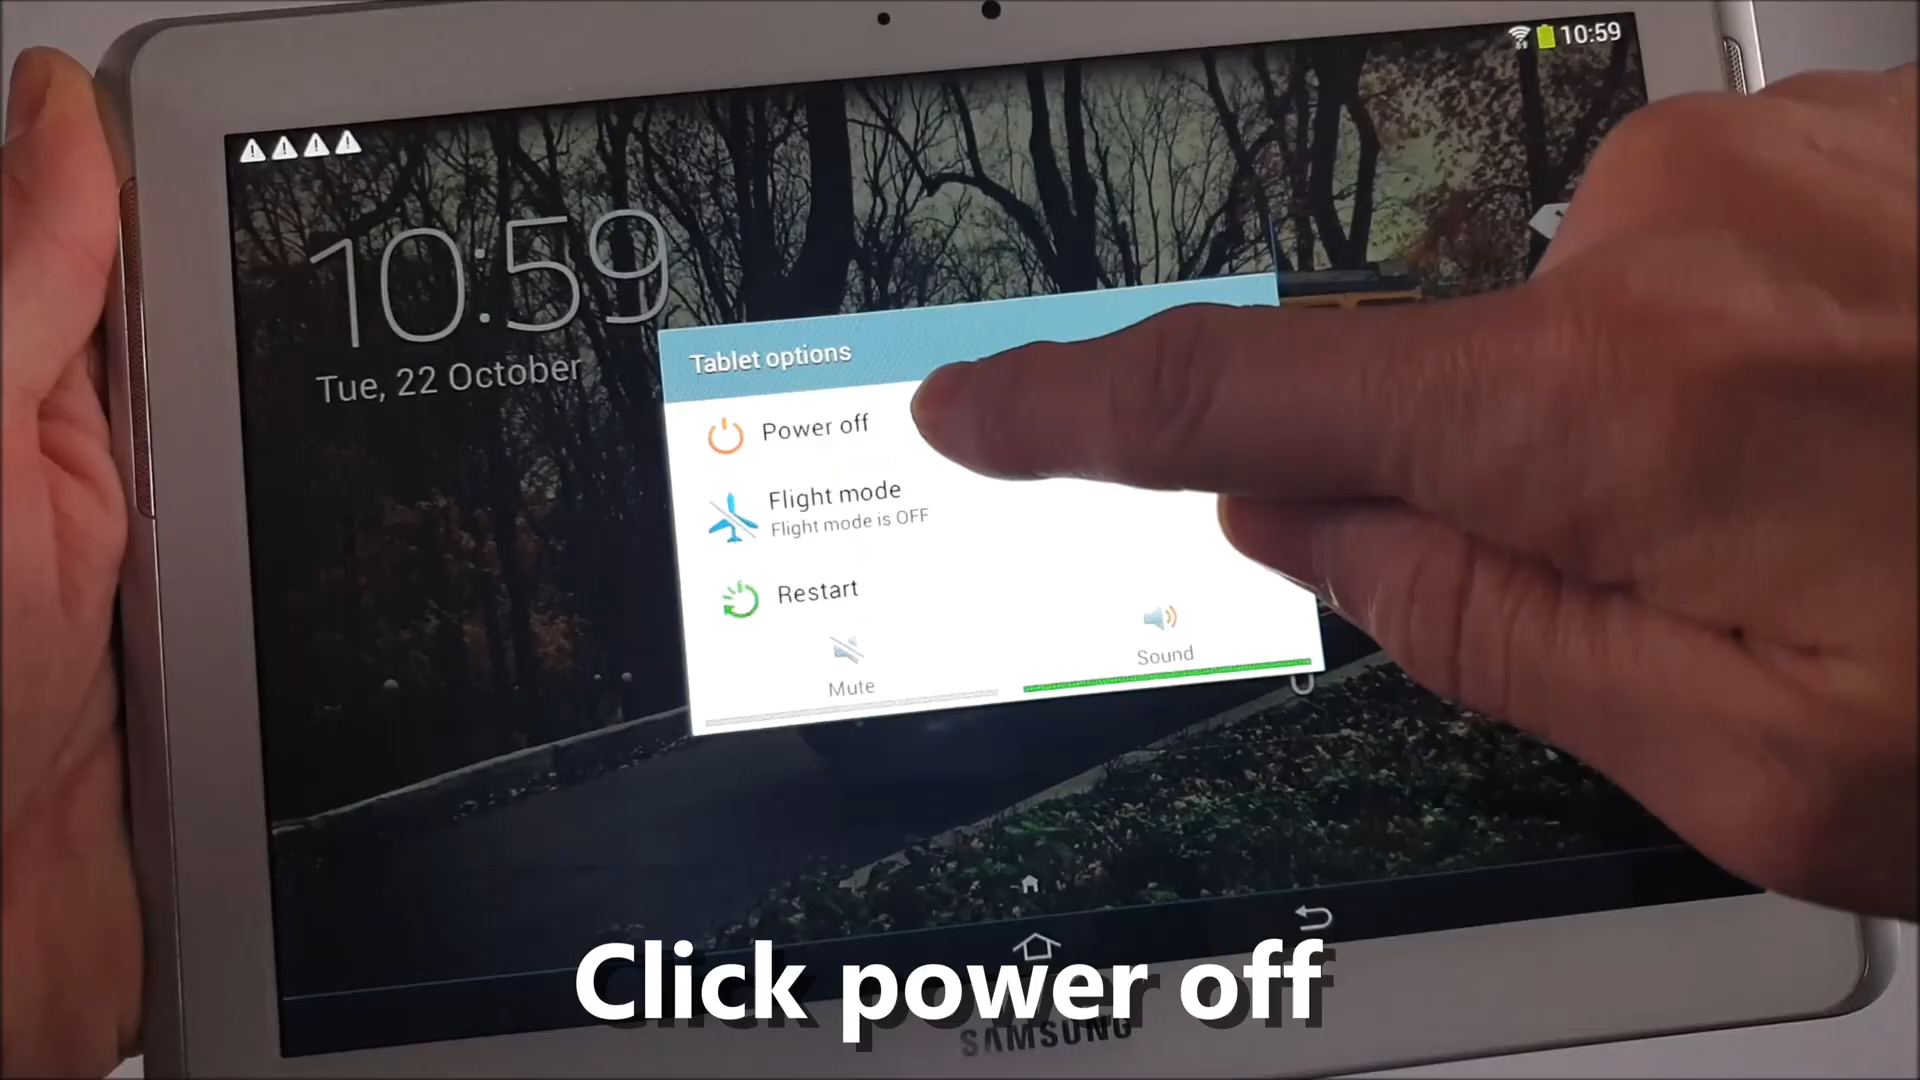 10:59
10:59
Tue, 22 October
Tablet options
Power off
Flight mode
Flight mode is OFF
Restart
Mute
Sound
Click power off
SAMSUNG